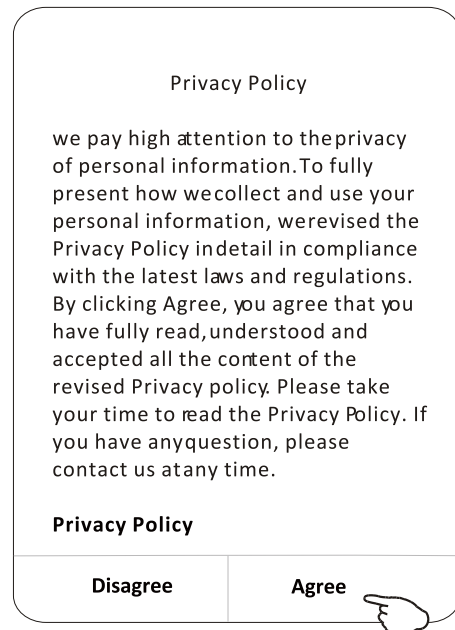 Privacy Policy
we pay high attention to theprivacy
of personal information.To fully
present how wecollect and use your
personal information, werevised the
Privacy Policy indetail in compliance
with the latest laws and regulations.
By clicking Agree, you agree that you
have fully read,understood and
accepted all the content of the
revised Privacy policy. Please take
your time to read the Privacy Policy. If
you have anyquestion, please
contact us atany time.
Privacy Policy
Disagree Agree